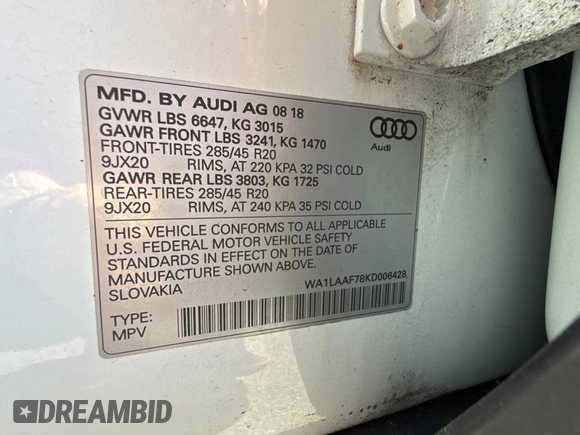 MFD. BY AUDI AG 08 18
GVWR LBS 6647, KG 3015
GAWR FRONT LBS 3241, KG 1470
FRONT-TIRES 285/45 R20
9JX20 RIMS, AT 220 KPA 32 PSI COLD
GAWR REAR LBS 3803, KG 1725
REAR-TIRES 285/45 R20
9JX20 RIMS, AT 240 KPA 35 PSI COLD
Audi
THIS VEHICLE CONFORMS TO ALL APPLICABLE
U.S. FEDERAL MOTOR VEHICLE SAFETY
STANDARDS IN EFFECT ON THE DATE OF
MANUFACTURE SHOWN ABOVE.
SLOVAKIA
WA1LAAF78KD006428
TYPE:
MPV
DREAMBID